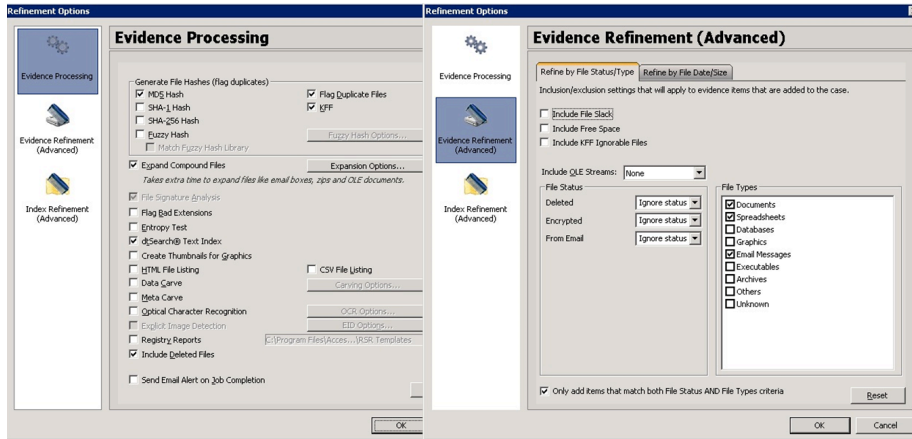 Refinement Options
Evidence Processing
Evidence Refinement
(Advanced)
Index Refinement
(Advanced)
Evidence Processing
Generate File Hashes (flag duplicates)
MD5 Hash
Flag Duplicate Files
SHA-1 Hash
KFF
SHA-256 Hash
Fuzzy Hash
Fuzzy Hash Options...
Match Fuzzy Hash Library
Expand Compound Files
Expansion Options...
Takes extra time to expand files like email boxes, zips and OLE documents.
File Signature Analysis
Flag Bad Extensions
Entropy Test
dtSearch® Text Index
Create Thumbnails for Graphics
HTML File Listing
CSV File Listing
Data Carve
Carving Options...
Meta Carve
Optical Character Recognition
OCR Options...
Explicit Image Detection
EID Options...
Registry Reports
C:\Program Files\Acces...\RSR Templates
Include Deleted Files
Send Email Alert on Job Completion
OK
Refinement Options
Evidence Processing
Evidence Refinement
(Advanced)
Index Refinement
(Advanced)
Evidence Refinement (Advanced)
Refine by File Status/Type
Refine by File Date/Size
Inclusion/exclusion settings that will apply to evidence items that are added to the case.
Include File Slack
Include Free Space
Include KFF Ignorable Files
Include OLE Streams:
None
File Status
Deleted
Ignore status
Encrypted
Ignore status
From Email
Ignore status
File Types
Documents
Spreadsheets
Databases
Graphics
Email Messages
Executables
Archives
Others
Unknown
Only add items that match both File Status AND File Types criteria
Reset
OK
Cancel